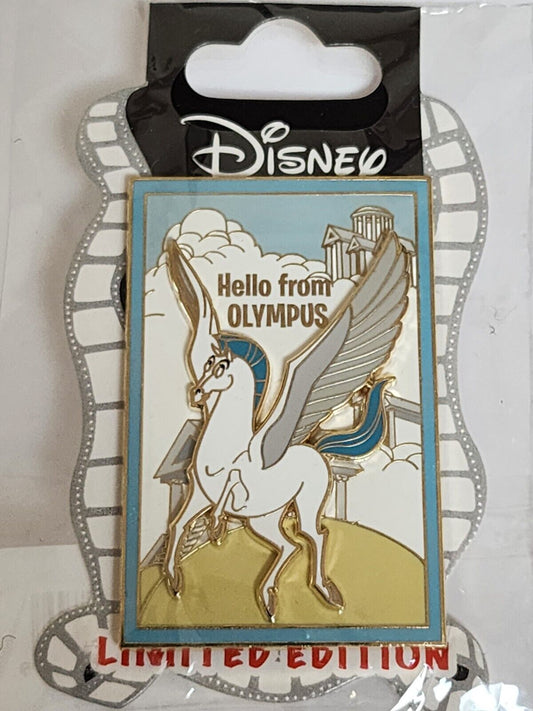 Disney
Hello from
OLYMPUS
LIMITED EDITION